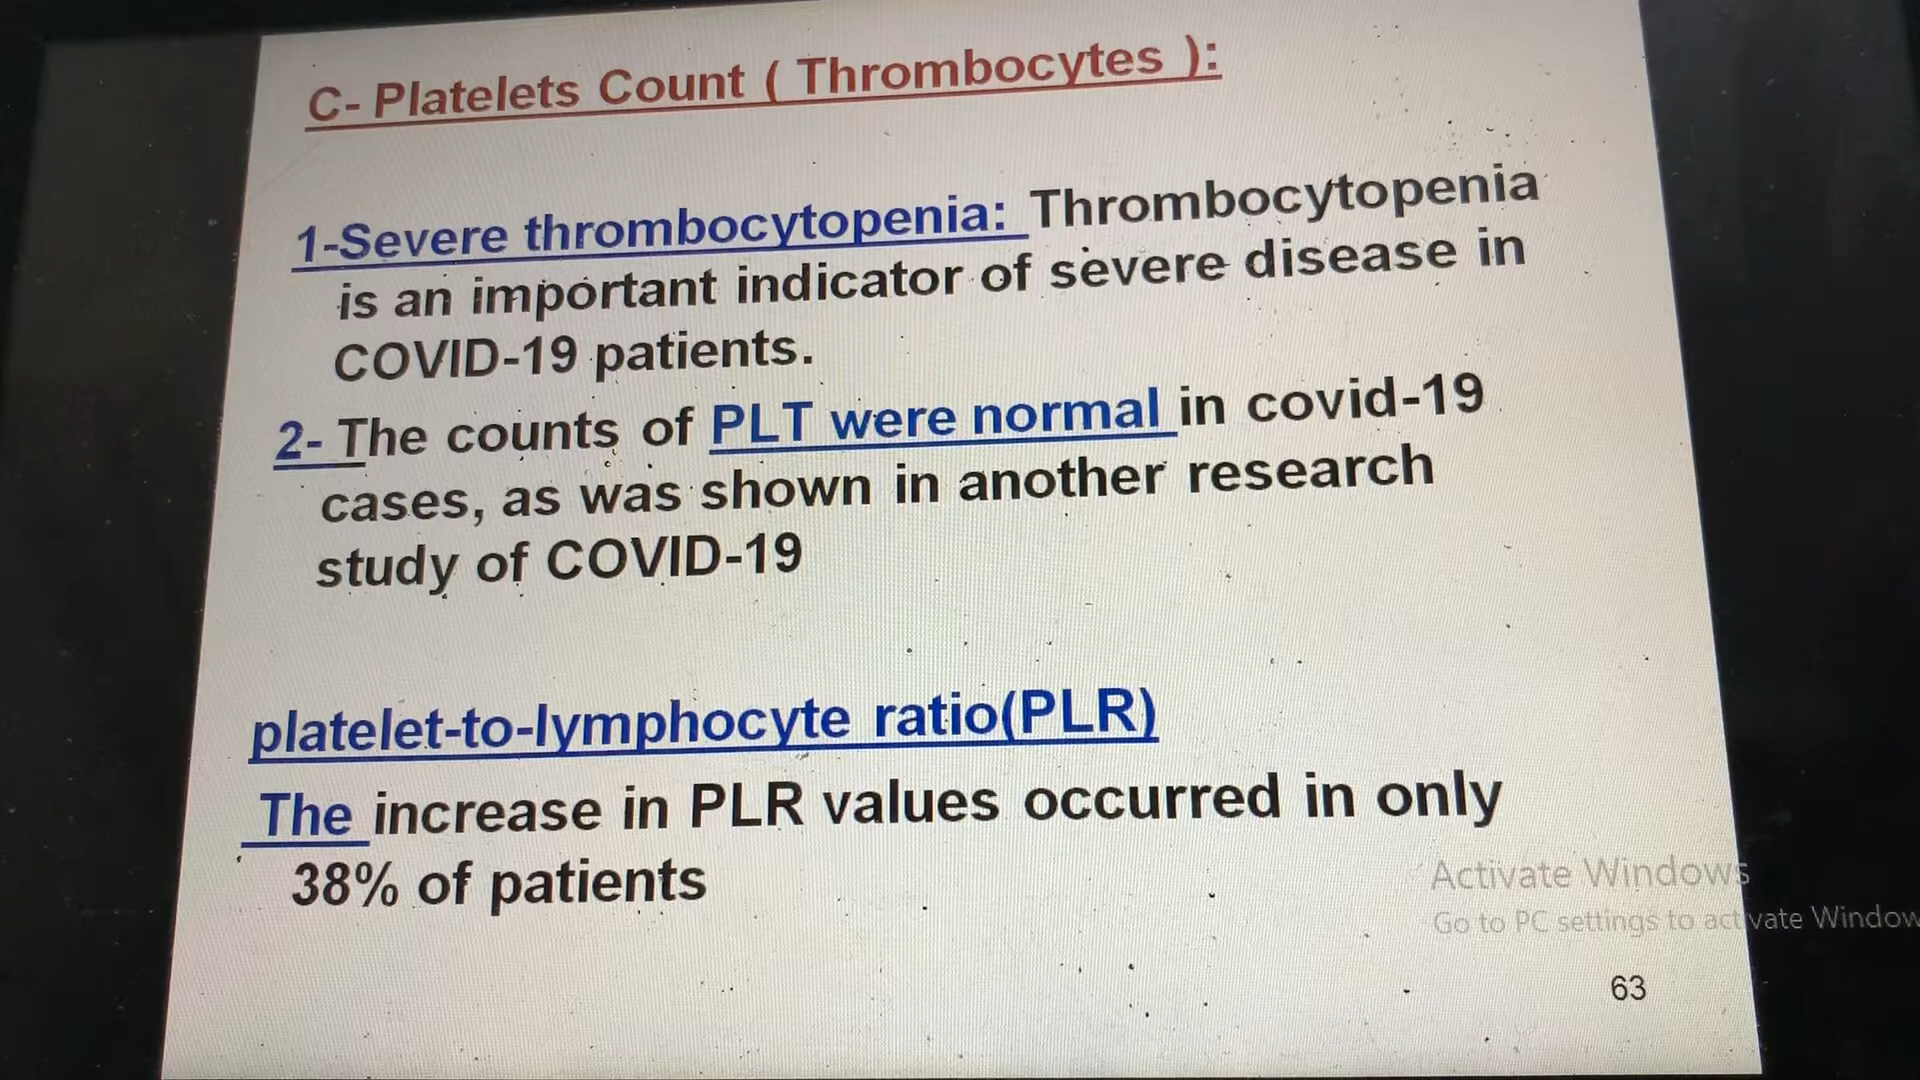 C- Platelets Count ( Thrombocytes ):
1-Severe thrombocytopenia: Thrombocytopenia
is an important indicator of severe disease in
COVID-19 patients.
2- The counts of PLT were normal in covid-19
cases, as was shown in another research
study of COVID-19
platelet-to-lymphocyte ratio(PLR)
The increase in PLR values occurred in only
38% of patients
Activate Windows
Go to PC settings to activate Window
63